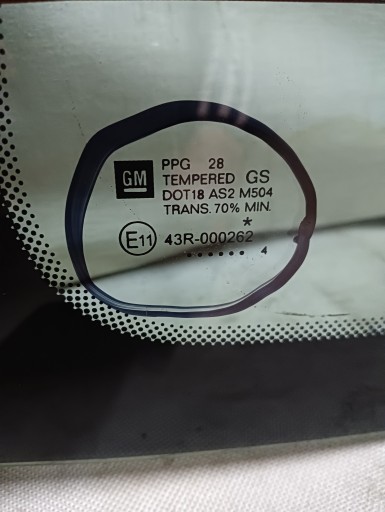 GM
PPG 28
TEMPERED GS
DOT18 AS2 M504
TRANS. 70% MIN.
*
E11 43R-000262
...... 4